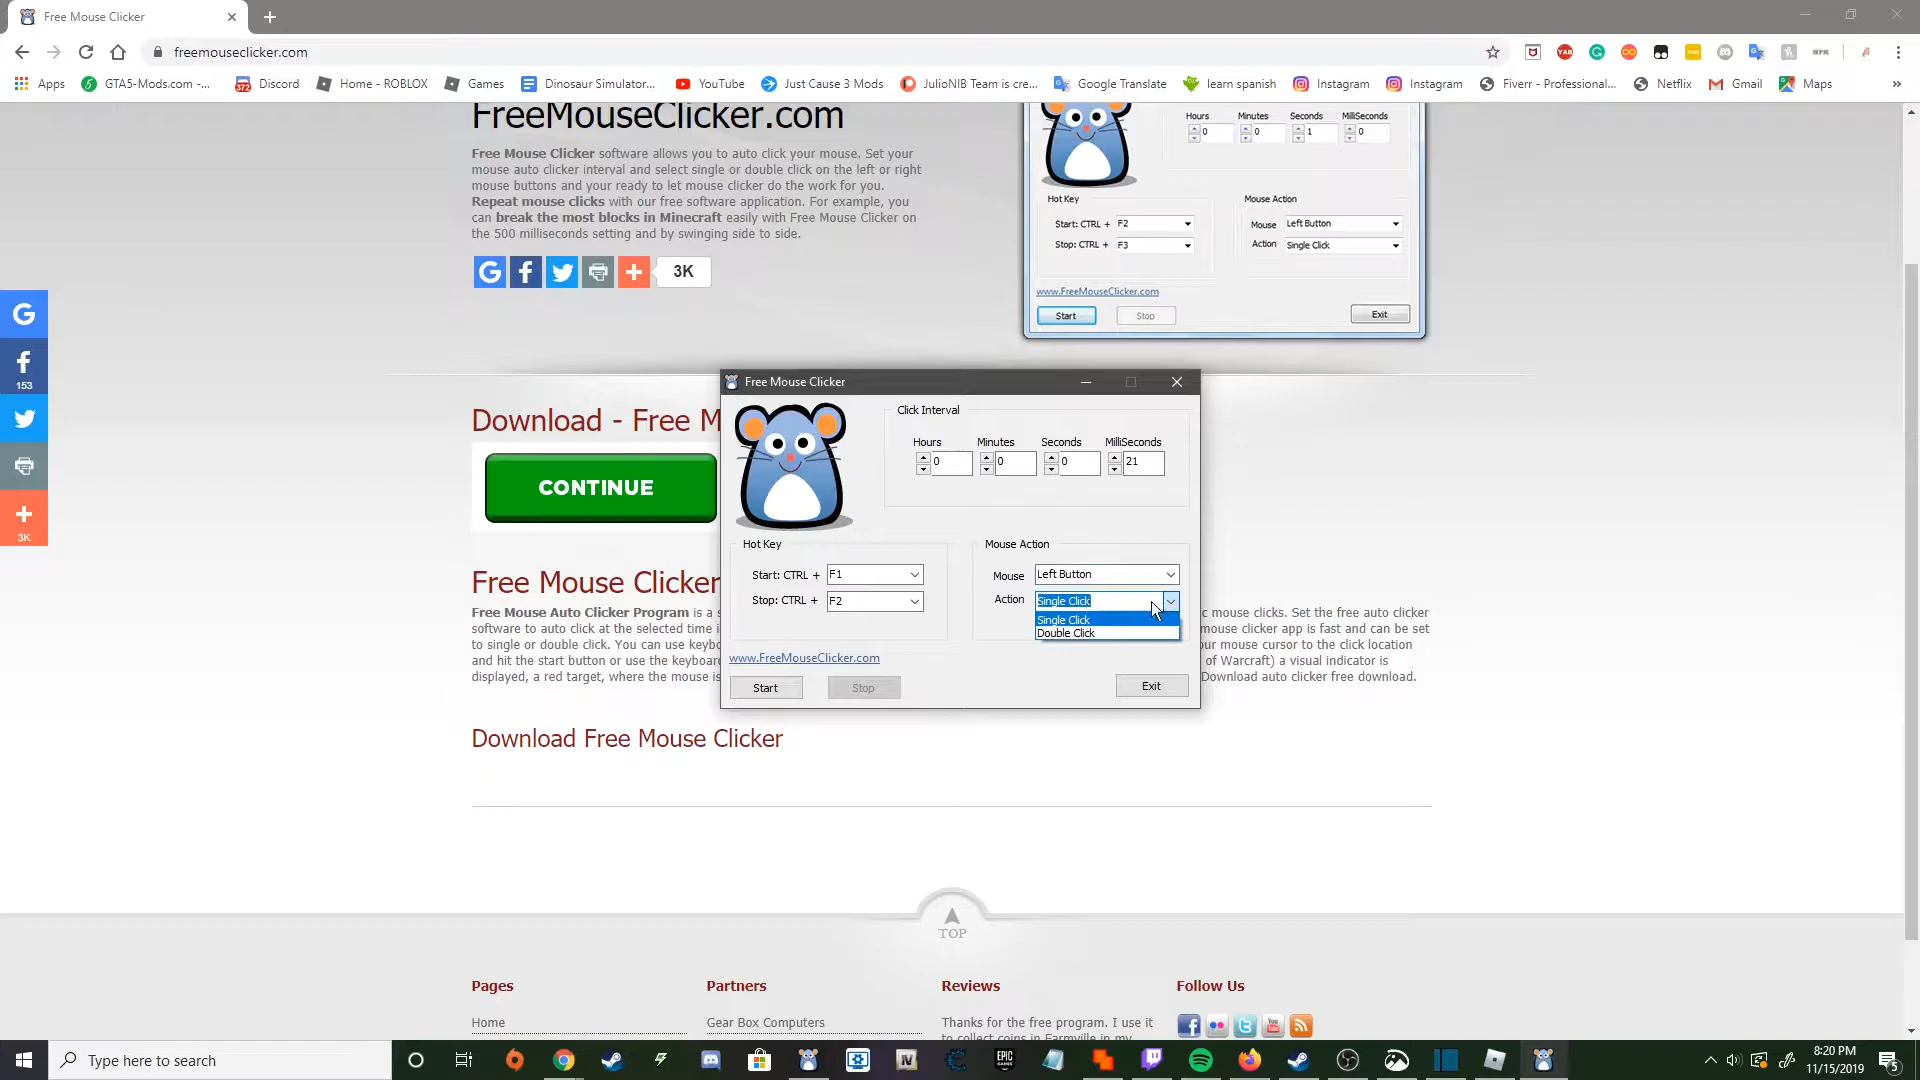 Free Mouse Clicker
freemouseclicker.com
Apps
GTA5-Mods.com -...
372
Discord
Home - ROBLOX
Games
Dinosaur Simulator...
YouTube
Just Cause 3 Mods
JulioNIB Team is cre...
Google Translate
learn spanish
Instagram
Instagram
Fiverr - Professional...
Netflix
Gmail
Maps
»
FreeMouseClicker.com
Free Mouse Clicker software allows you to auto click your mouse. Set your
mouse auto clicker interval and select single or double click on the left or right
mouse buttons and your ready to let mouse clicker do the work for you.
Repeat mouse clicks with our free software application. For example, you
can break the most blocks in Minecraft easily with Free Mouse Clicker on
the 500 milliseconds setting and by swinging side to side.
3K
Hours Minutes Seconds MilliSeconds
0 0 1 0
Hot Key
Start: CTRL + F2
Stop: CTRL + F3
Mouse Action
Mouse Left Button
Action Single Click
www.FreeMouseClicker.com
Start Stop Exit
153
3K
Download - Free M
CONTINUE
Free Mouse Clicker
Free Mouse Auto Clicker Program is a s
software to auto click at the selected time i
to single or double click. You can use keybo
and hit the start button or use the keyboar
displayed, a red target, where the mouse is
c mouse clicks. Set the free auto clicker
mouse clicker app is fast and can be set
ur mouse cursor to the click location
of Warcraft) a visual indicator is
Download auto clicker free download.
Free Mouse Clicker
Click Interval
Hours Minutes Seconds MilliSeconds
0 0 0 21
Hot Key
Start: CTRL + F1
Stop: CTRL + F2
Mouse Action
Mouse Left Button
Action Single Click
Single Click
Double Click
www.FreeMouseClicker.com
Start Stop Exit
Download Free Mouse Clicker
TOP
Pages
Home
Partners
Gear Box Computers
Reviews
Thanks for the free program. I use it
to collect coins in Farmville in my
Follow Us
Type here to search
8:20 PM
11/15/2019
5